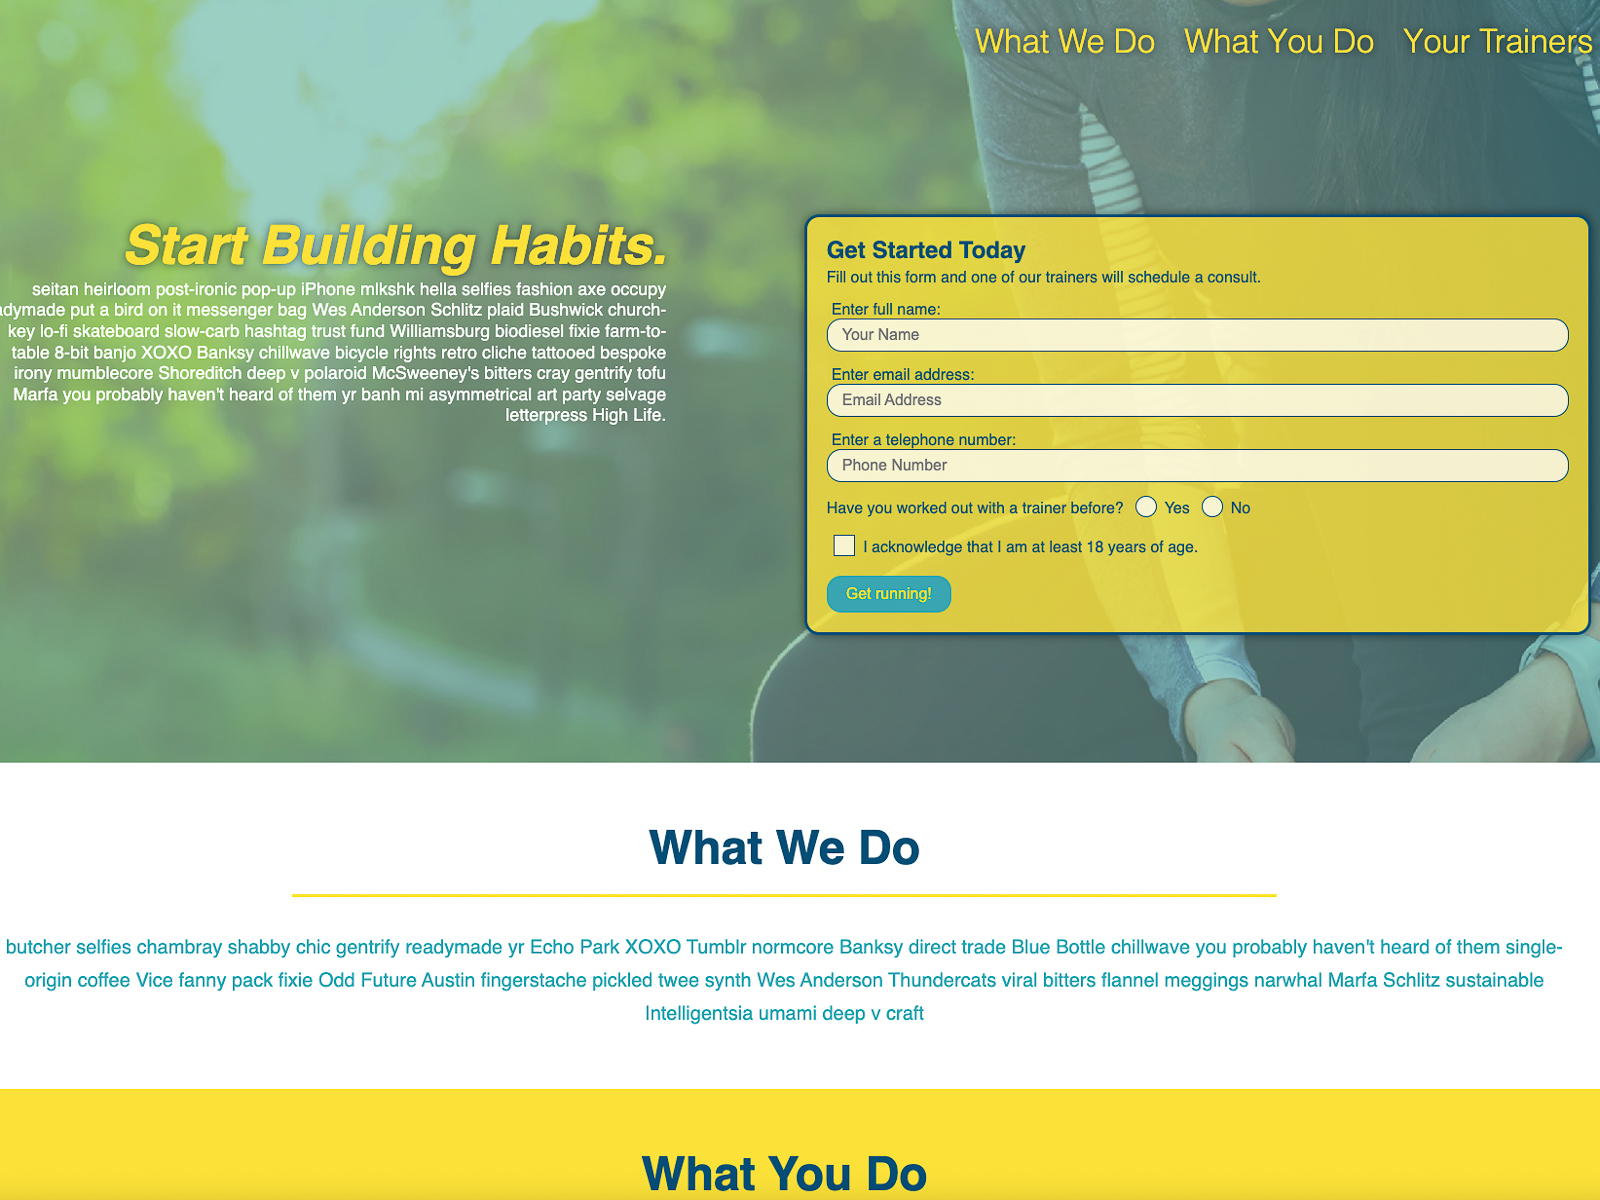 What We Do What You Do Your Trainers
Start Building Habits.
seitan heirloom post-ironic pop-up iPhone mlkshk hella selfies fashion axe occupy
put a bird on it messenger bag Wes Anderson Schlitz plaid Bushwick church-
key lo-fi skateboard slow-carb hashtag trust fund Williamsburg biodiesel fixie farm-to-
table 8-bit banjo XOXO Banksy chillwave bicycle rights retro cliche tattooed bespoke
irony mumblecore Shoreditch deep v polaroid McSweeney's bitters cray gentrify tofu
Marfa you probably haven't heard of them yr banh mi asymmetrical art party selvage
letterpress High Life.
Get Started Today
Fill out this form and one of our trainers will schedule a consult.
Enter full name:
Your Name
Enter email address:
Email Address
Enter a telephone number:
Phone Number
Have you worked out with a trainer before? Yes No
I acknowledge that I am at least 18 years of age.
Get running!
What We Do
butcher selfies chambray shabby chic gentrify readymade yr Echo Park XOXO Tumblr normcore Banksy direct trade Blue Bottle chillwave you probably haven't heard of them single-
origin coffee Vice fanny pack fixie Odd Future Austin fingerstache pickled twee synth Wes Anderson Thundercats viral bitters flannel meggings narwhal Marfa Schlitz sustainable
Intelligentsia umami deep v craft
What You Do